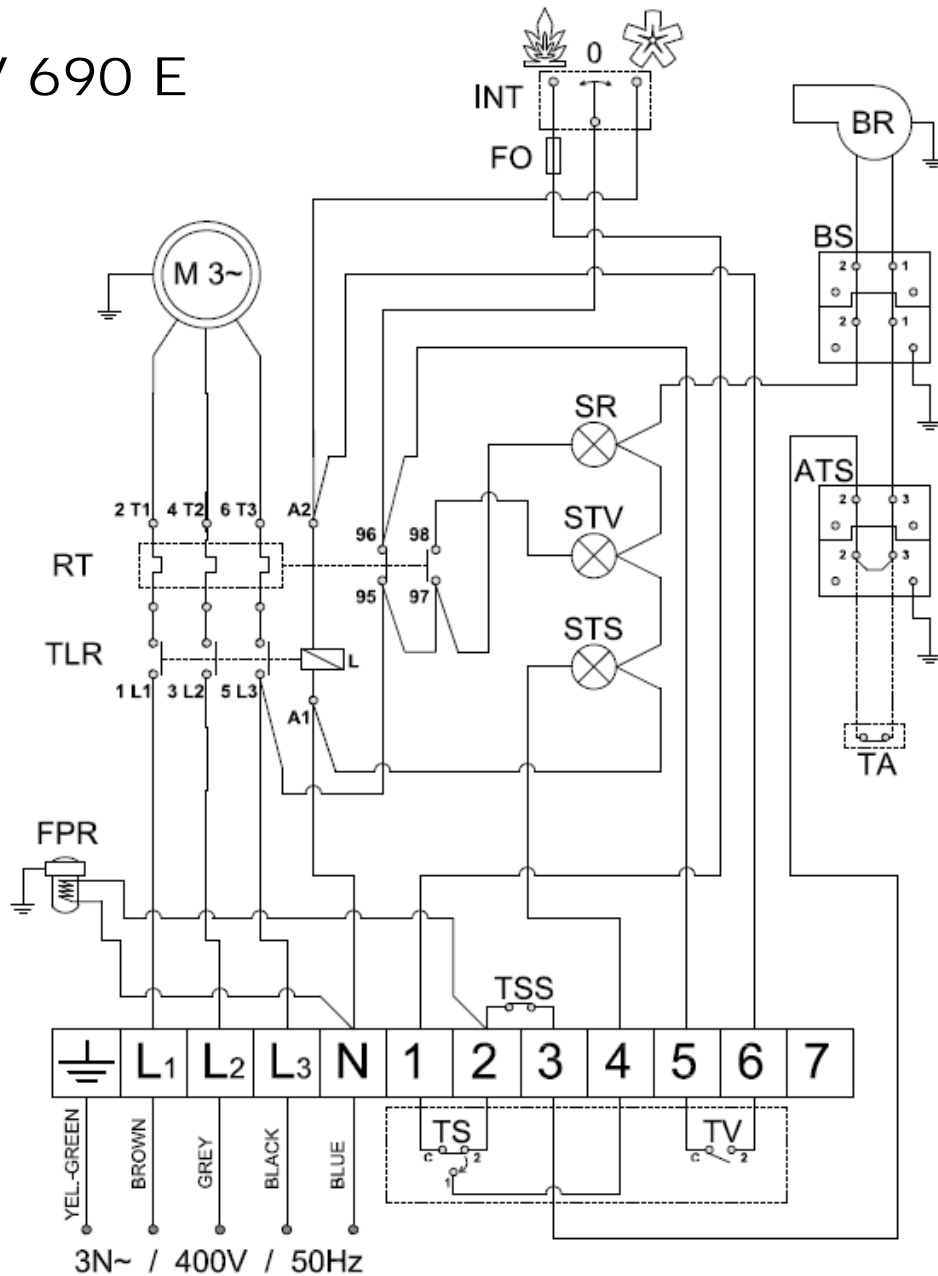 / 690 E
0
INT
FO
BR
BS
2 1
2 1
M 3~
SR
ATS
2 3
2 3
2 T1 4 T2 6 T3 A2
96 98
STV
RT
95 97
STS
TLR
L
1 L1 3 L2 5 L3
A1
TA
FPR
TSS
L1 L2 L3 N 1 2 3 4 5 6 7
TS TV
C 2 C 2
1
YEL.-GREEN
BROWN
GREY
BLACK
BLUE
3N~ / 400V / 50Hz